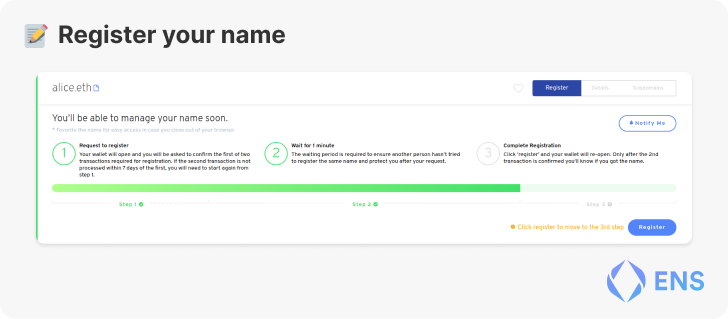 Register your name
alice.eth
Register
Details
Subdomains
You'll be able to manage your name soon.
* Favorite the name for easy access in case you close out of your browser.
Notify Me
1
Request to register
Your wallet will open and you will be asked to confirm the first of two
transactions required for registration. If the second transaction is not
processed within 7 days of the first, you will need to start again from
step 1.
2
Wait for 1 minute
The waiting period is required to ensure another person hasn't tried
to register the same name and protect you after your request.
3
Complete Registration
Click 'register' and your wallet will re-open. Only after the 2nd
transaction is confirmed you'll know if you got the name.
Step 1
Step 2
Step 3
Click register to move to the 3rd step
Register
ENS